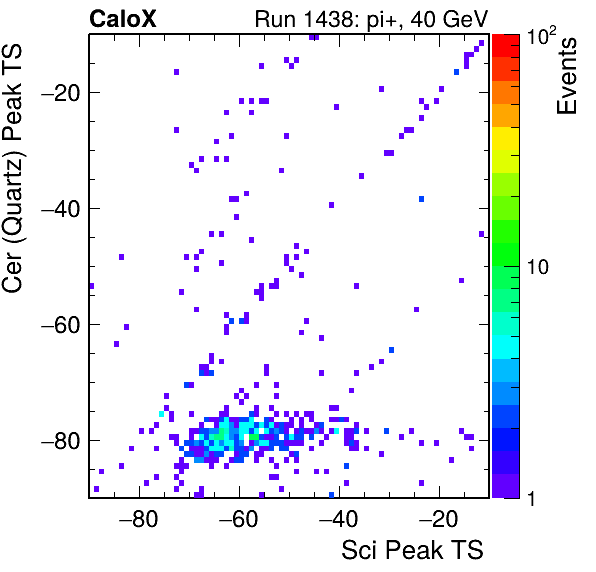 CaloX Run 1438: pi+, 40 GeV
Cer (Quartz) Peak TS
−20
−40
−60
−80
−80 −60 −40 −20
Sci Peak TS
10²
10
1
Events